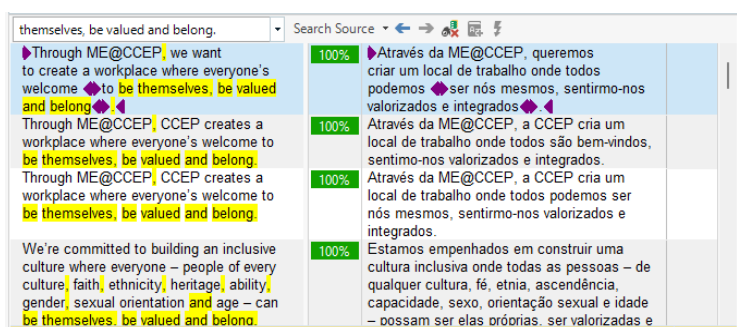 themselves, be valued and belong.
Search Source
Through ME@CCEP, we want
to create a workplace where everyone's
welcome to be themselves, be valued
and belong.
100%
Através da ME@CCEP, queremos
criar um local de trabalho onde todos
podemos ser nós mesmos, sentirmo-nos
valorizados e integrados.
Through ME@CCEP, CCEP creates a
workplace where everyone's welcome to
be themselves, be valued and belong.
100%
Através da ME@CCEP, a CCEP cria um
local de trabalho onde todos são bem-vindos,
sentimo-nos valorizados e integrados.
Through ME@CCEP, CCEP creates a
workplace where everyone's welcome to
be themselves, be valued and belong.
100%
Através da ME@CCEP, a CCEP cria um
local de trabalho onde todos podemos ser
nós mesmos, sentirmo-nos valorizados e
integrados.
We're committed to building an inclusive
culture where everyone – people of every
culture, faith, ethnicity, heritage, ability,
gender, sexual orientation and age – can
be themselves, be valued and belong.
100%
Estamos empenhados em construir uma
cultura inclusiva onde todas as pessoas – de
qualquer cultura, fé, etnia, ascendência,
capacidade, sexo, orientação sexual e idade
– possam ser elas próprias, ser valorizadas e